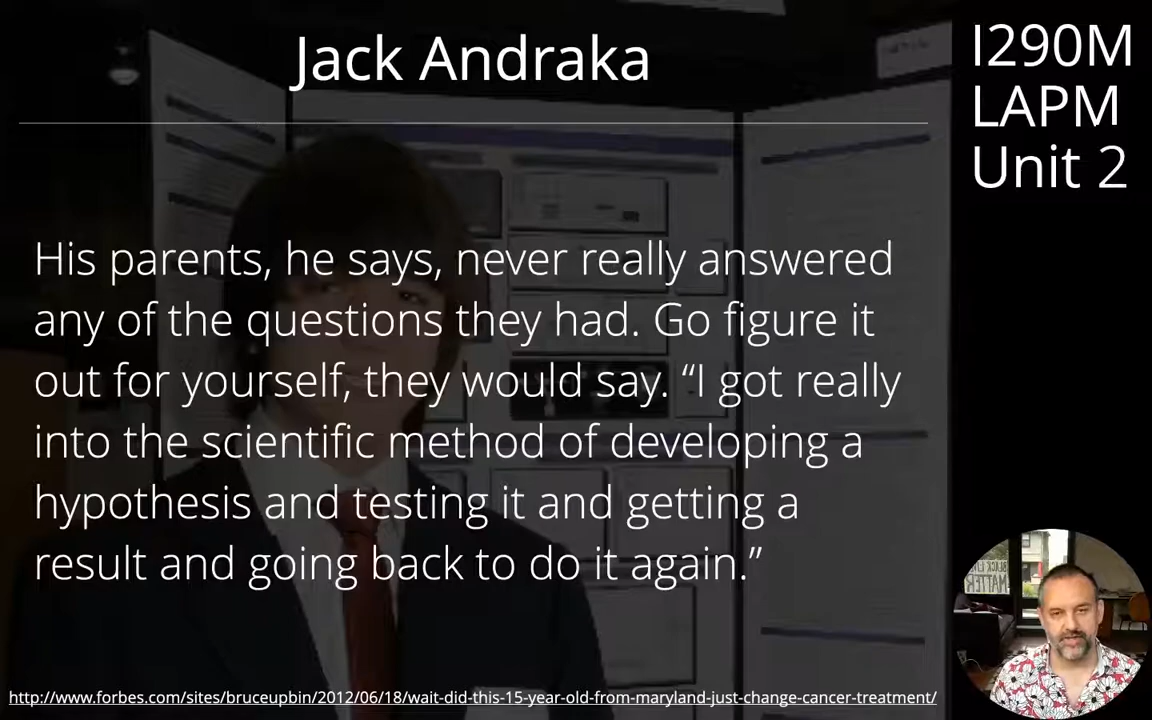 Jack Andraka
I290M
LAPM
Unit 2
His parents, he says, never really answered
any of the questions they had. Go figure it
out for yourself, they would say. “I got really
into the scientific method of developing a
hypothesis and testing it and getting a
result and going back to do it again.”
http://www.forbes.com/sites/bruceupbin/2012/06/18/wait-did-this-15-year-old-from-maryland-just-change-cancer-treatment/
MATTER